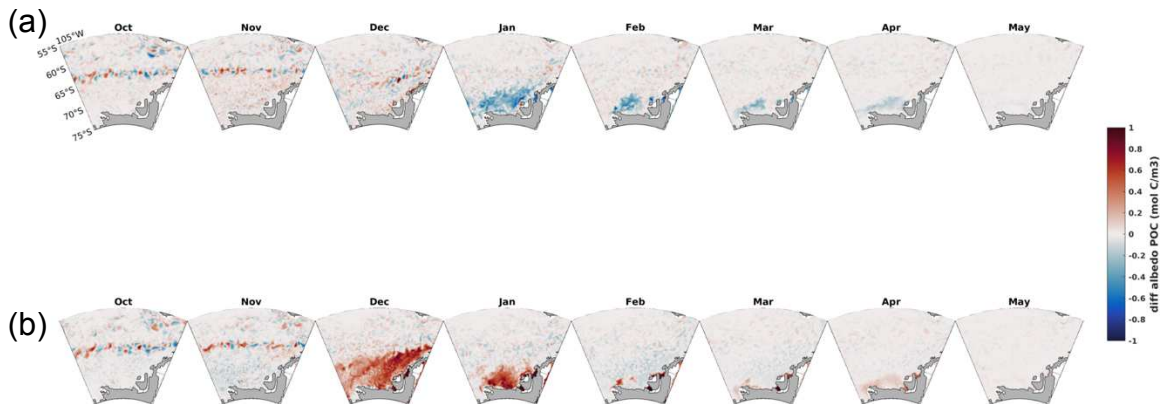 (a)
Oct Nov Dec Jan Feb Mar Apr May
105°W
55°S
60°S
65°S
70°S
75°S
1
0.8
0.6
0.4
0.2
0
-0.2
-0.4
-0.6
-0.8
-1
diff albedo POC (mol C/m3)
(b)
Oct Nov Dec Jan Feb Mar Apr May